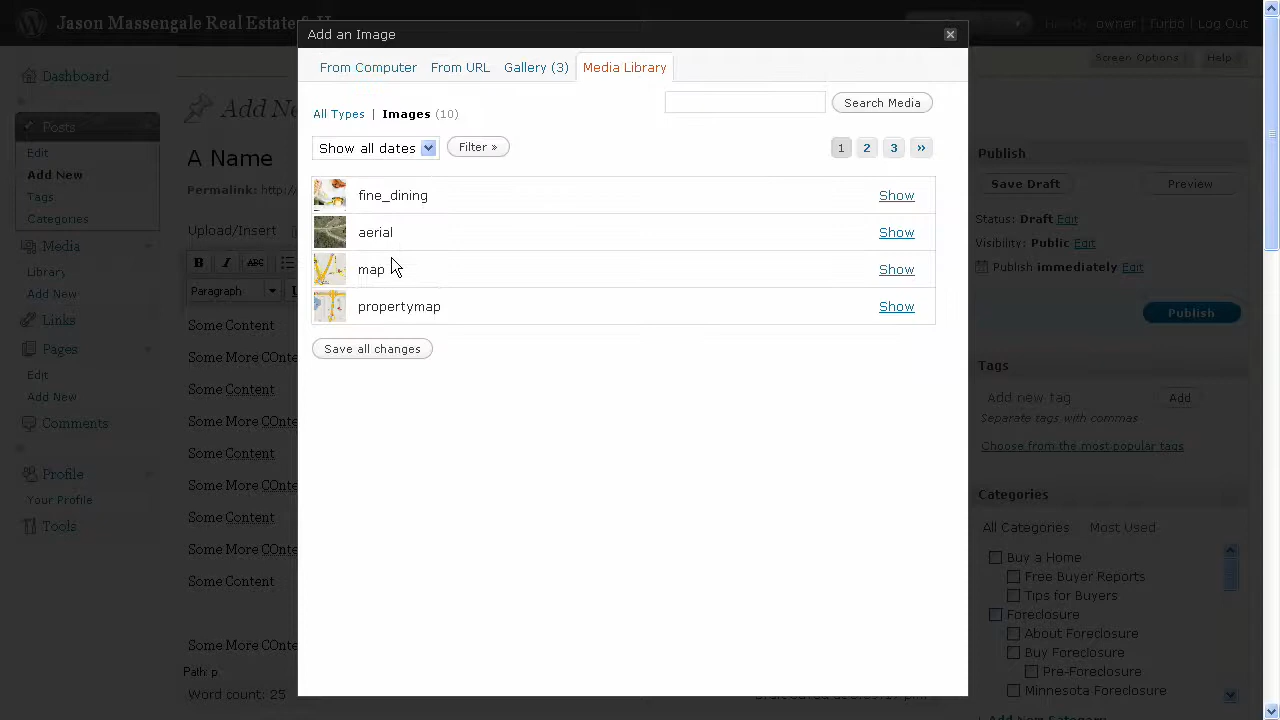 Jason Massengale Real Estate
owner | Turbo | Log Out
Add an Image
From Computer From URL Gallery (3) Media Library
Screen Options Help
All Types | Images (10)
Search Media
Show all dates Filter »
1 2 3 »
fine_dining Show
aerial Show
map Show
propertymap Show
Save all changes
Dashboard
Posts
Edit
Add New
Tags
Categories
Media
Library
Add New
Links
Pages
Edit
Add New
Comments
Profile
Your Profile
Tools
Add Ne
A Name
Permalink: http:/
Upload/Insert
B I ABC
Paragraph
Some Content
Some More COnte
Some Content
Some More COnte
Some Content
Some More COnte
Some Content
Some More COnte
Some Content
Some More COnte
Path: p
Word count: 25
Publish
Save Draft Preview
Status: Draft Edit
Visibility: Public Edit
Publish immediately Edit
Publish
Tags
Add new tag Add
Separate tags with commas
Choose from the most popular tags
Categories
All Categories Most Used
Buy a Home
Free Buyer Reports
Tips for Buyers
Foreclosure
About Foreclosure
Buy Foreclosure
Pre-Foreclosure
Minnesota Foreclosure